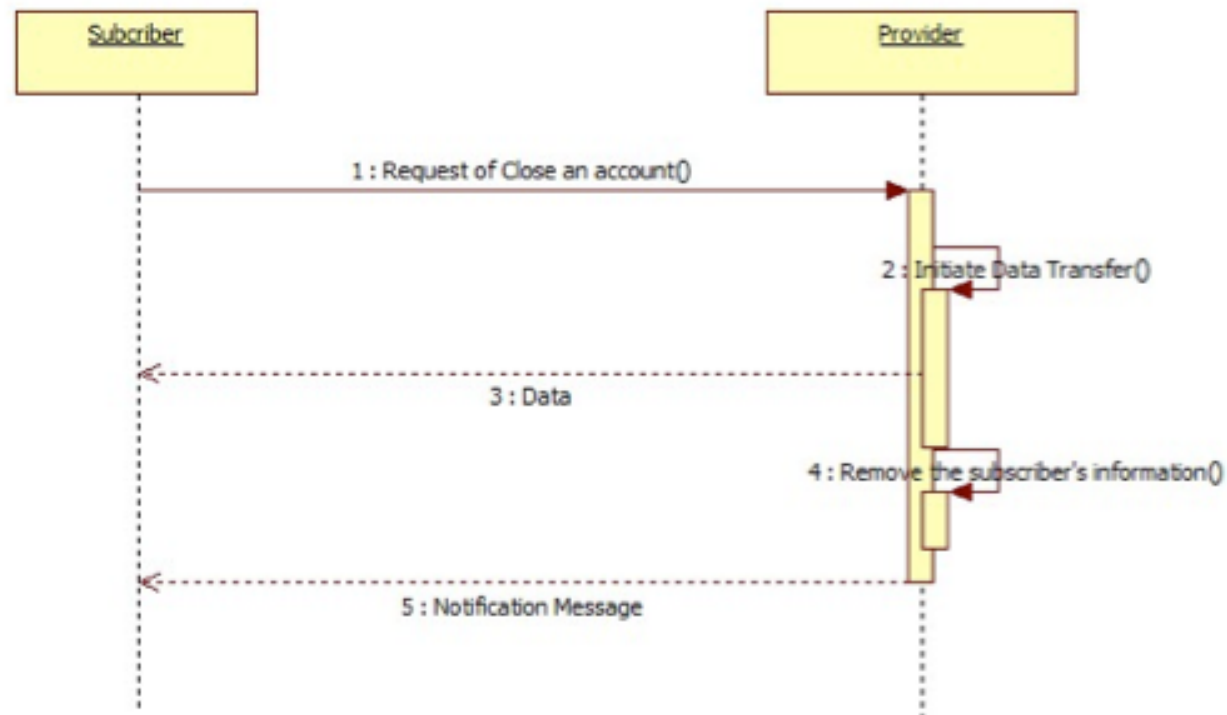 Subcriber
Provider
1 : Request of Close an account()
2 : Initiate Data Transfer()
3 : Data
4 : Remove the subscriber's information()
5 : Notification Message